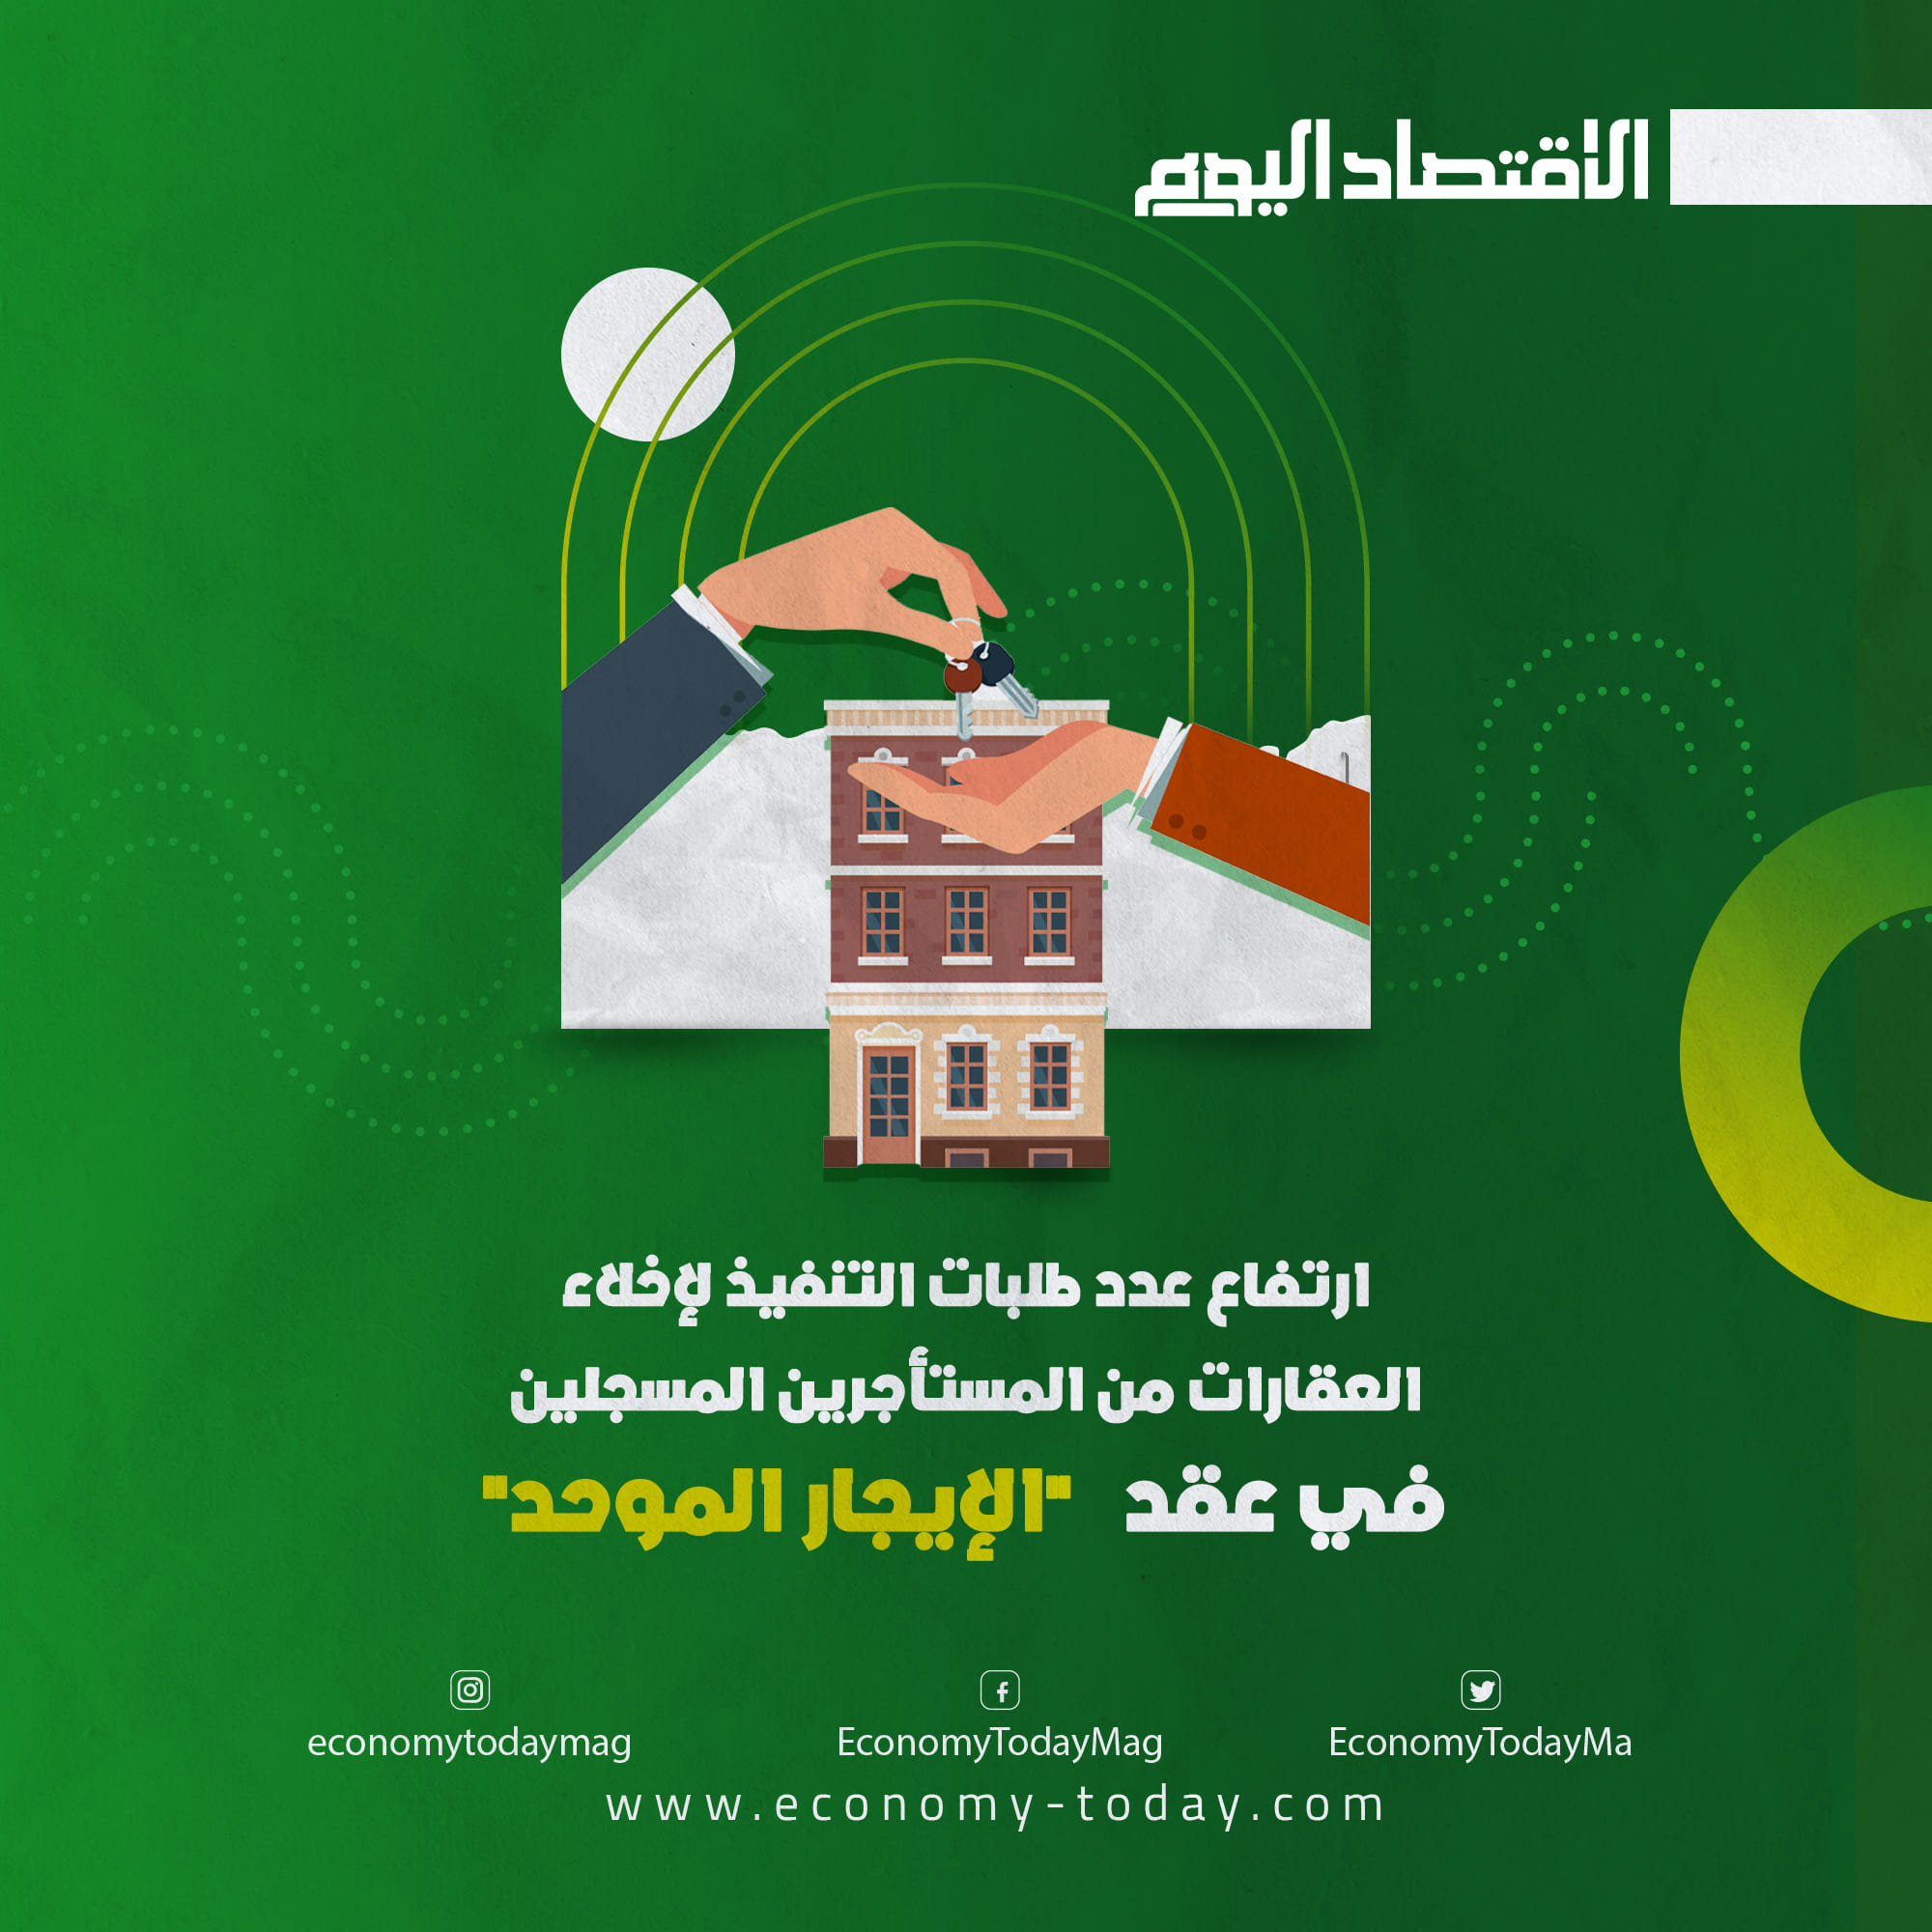 الاقتصاد اليوم
ارتفاع عدد طلبات التنفيذ لإخلاء
العقارات من المستأجرين المسجلين
في عقد "الإيجار الموحد"
economytodaymag
EconomyTodayMag
EconomyTodayMa
www.economy-today.com